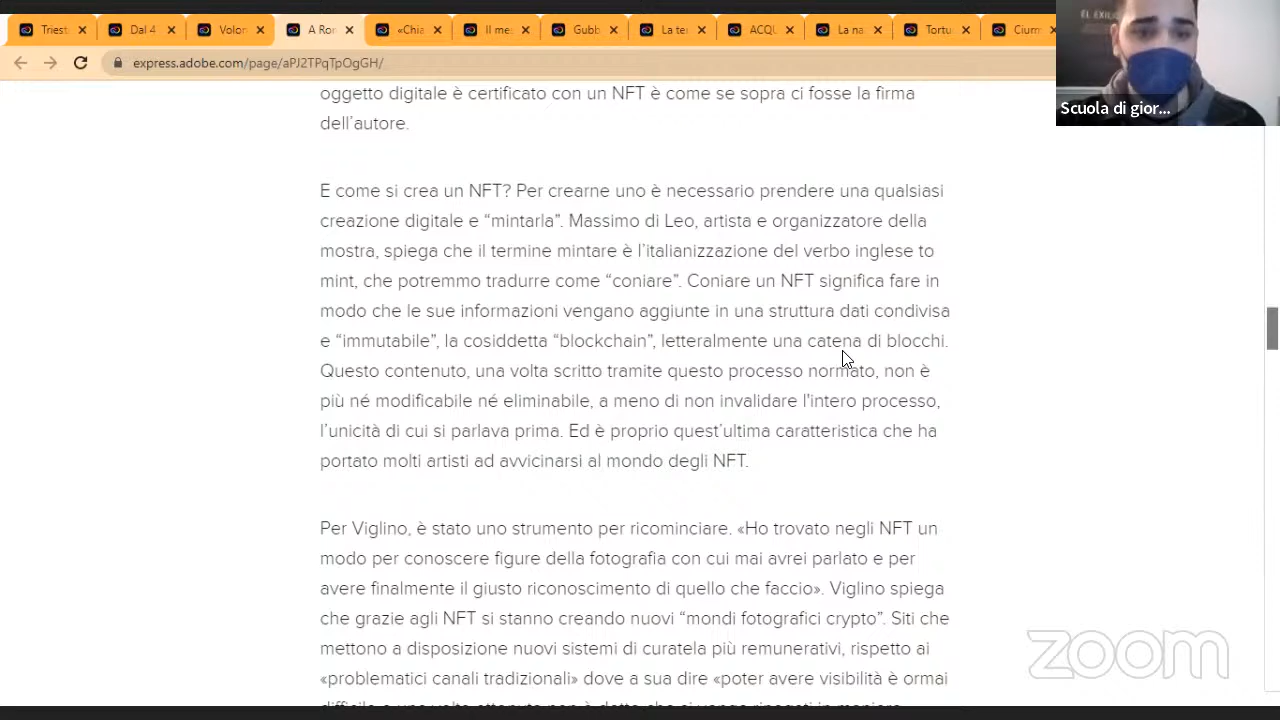 Triest
Dal 4
Volon
A Ror
«Chia
Il me
Gubb
La te
ACQU
La na
Tortu
Cium
express.adobe.com/page/aPJ2TPqTpOgGH/
EL EXILIO
Scuola di gior...
oggetto digitale è certificato con un NFT è come se sopra ci fosse la firma
dell’autore.
E come si crea un NFT? Per crearne uno è necessario prendere una qualsiasi
creazione digitale e “mintarla”. Massimo di Leo, artista e organizzatore della
mostra, spiega che il termine mintare è l’italianizzazione del verbo inglese to
mint, che potremmo tradurre come “coniare”. Coniare un NFT significa fare in
modo che le sue informazioni vengano aggiunte in una struttura dati condivisa
e “immutabile”, la cosiddetta “blockchain”, letteralmente una catena di blocchi.
Questo contenuto, una volta scritto tramite questo processo normato, non è
più né modificabile né eliminabile, a meno di non invalidare l'intero processo,
l’unicità di cui si parlava prima. Ed è proprio quest’ultima caratteristica che ha
portato molti artisti ad avvicinarsi al mondo degli NFT.
Per Viglino, è stato uno strumento per ricominciare. «Ho trovato negli NFT un
modo per conoscere figure della fotografia con cui mai avrei parlato e per
avere finalmente il giusto riconoscimento di quello che faccio». Viglino spiega
che grazie agli NFT si stanno creando nuovi “mondi fotografici crypto”. Siti che
mettono a disposizione nuovi sistemi di curatela più remunerativi, rispetto ai
«problematici canali tradizionali» dove a sua dire «poter avere visibilità è ormai
zoom